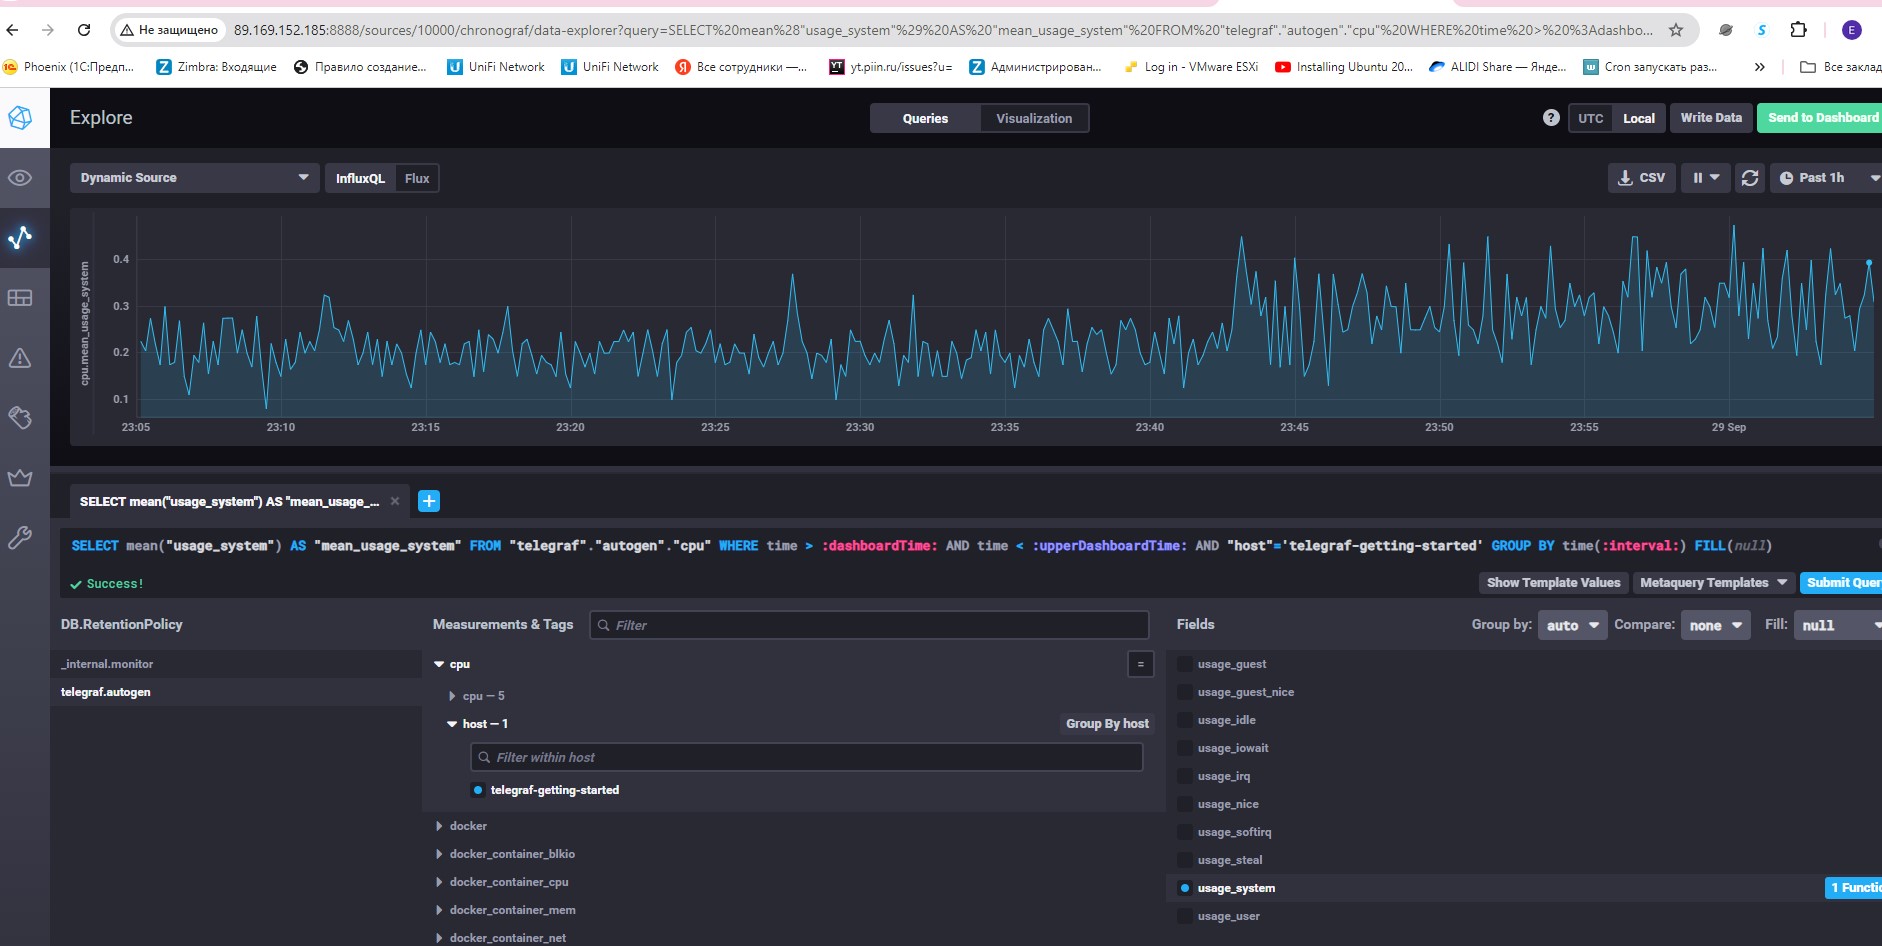 Не защищено
89.169.152.185:8888/sources/10000/chronograf/data-explorer?query=SELECT%20mean%28"usage_system"%29%20AS%20"mean_usage_system"%20FROM%20"telegraf"."autogen"."cpu"%20WHERE%20time%20>%20%3Adashbo...
Phoenix (1С:Предп... Zimbra: Входящие Правило создание... UniFi Network UniFi Network Все сотрудники —... yt.piin.ru/issues?u= Администрирован... Log in - VMware ESXi Installing Ubuntu 20... ALIDI Share — Янде... Cron запускать раз... » Все заклад
Explore Queries Visualization ? UTC Local Write Data Send to Dashboard
Dynamic Source InfluxQL Flux CSV Past 1h
cpu.mean_usage_system
0.4
0.3
0.2
0.1
23:05 23:10 23:15 23:20 23:25 23:30 23:35 23:40 23:45 23:50 23:55 29 Sep
SELECT mean("usage_system") AS "mean_usage_... × +
SELECT mean("usage_system") AS "mean_usage_system" FROM "telegraf"."autogen"."cpu" WHERE time > :dashboardTime: AND time < :upperDashboardTime: AND "host"='telegraf-getting-started' GROUP BY time(:interval:) FILL(null)
Success! Show Template Values Metaquery Templates Submit Quer
DB.RetentionPolicy Measurements & Tags Filter Fields Group by: auto Compare: none Fill: null
_internal.monitor
telegraf.autogen
cpu =
cpu — 5
host — 1 Group By host
Filter within host
telegraf-getting-started
docker
docker_container_blkio
docker_container_cpu
docker_container_mem
docker_container_net
usage_guest
usage_guest_nice
usage_idle
usage_iowait
usage_irq
usage_nice
usage_softirq
usage_steal
usage_system 1 Functio
usage_user